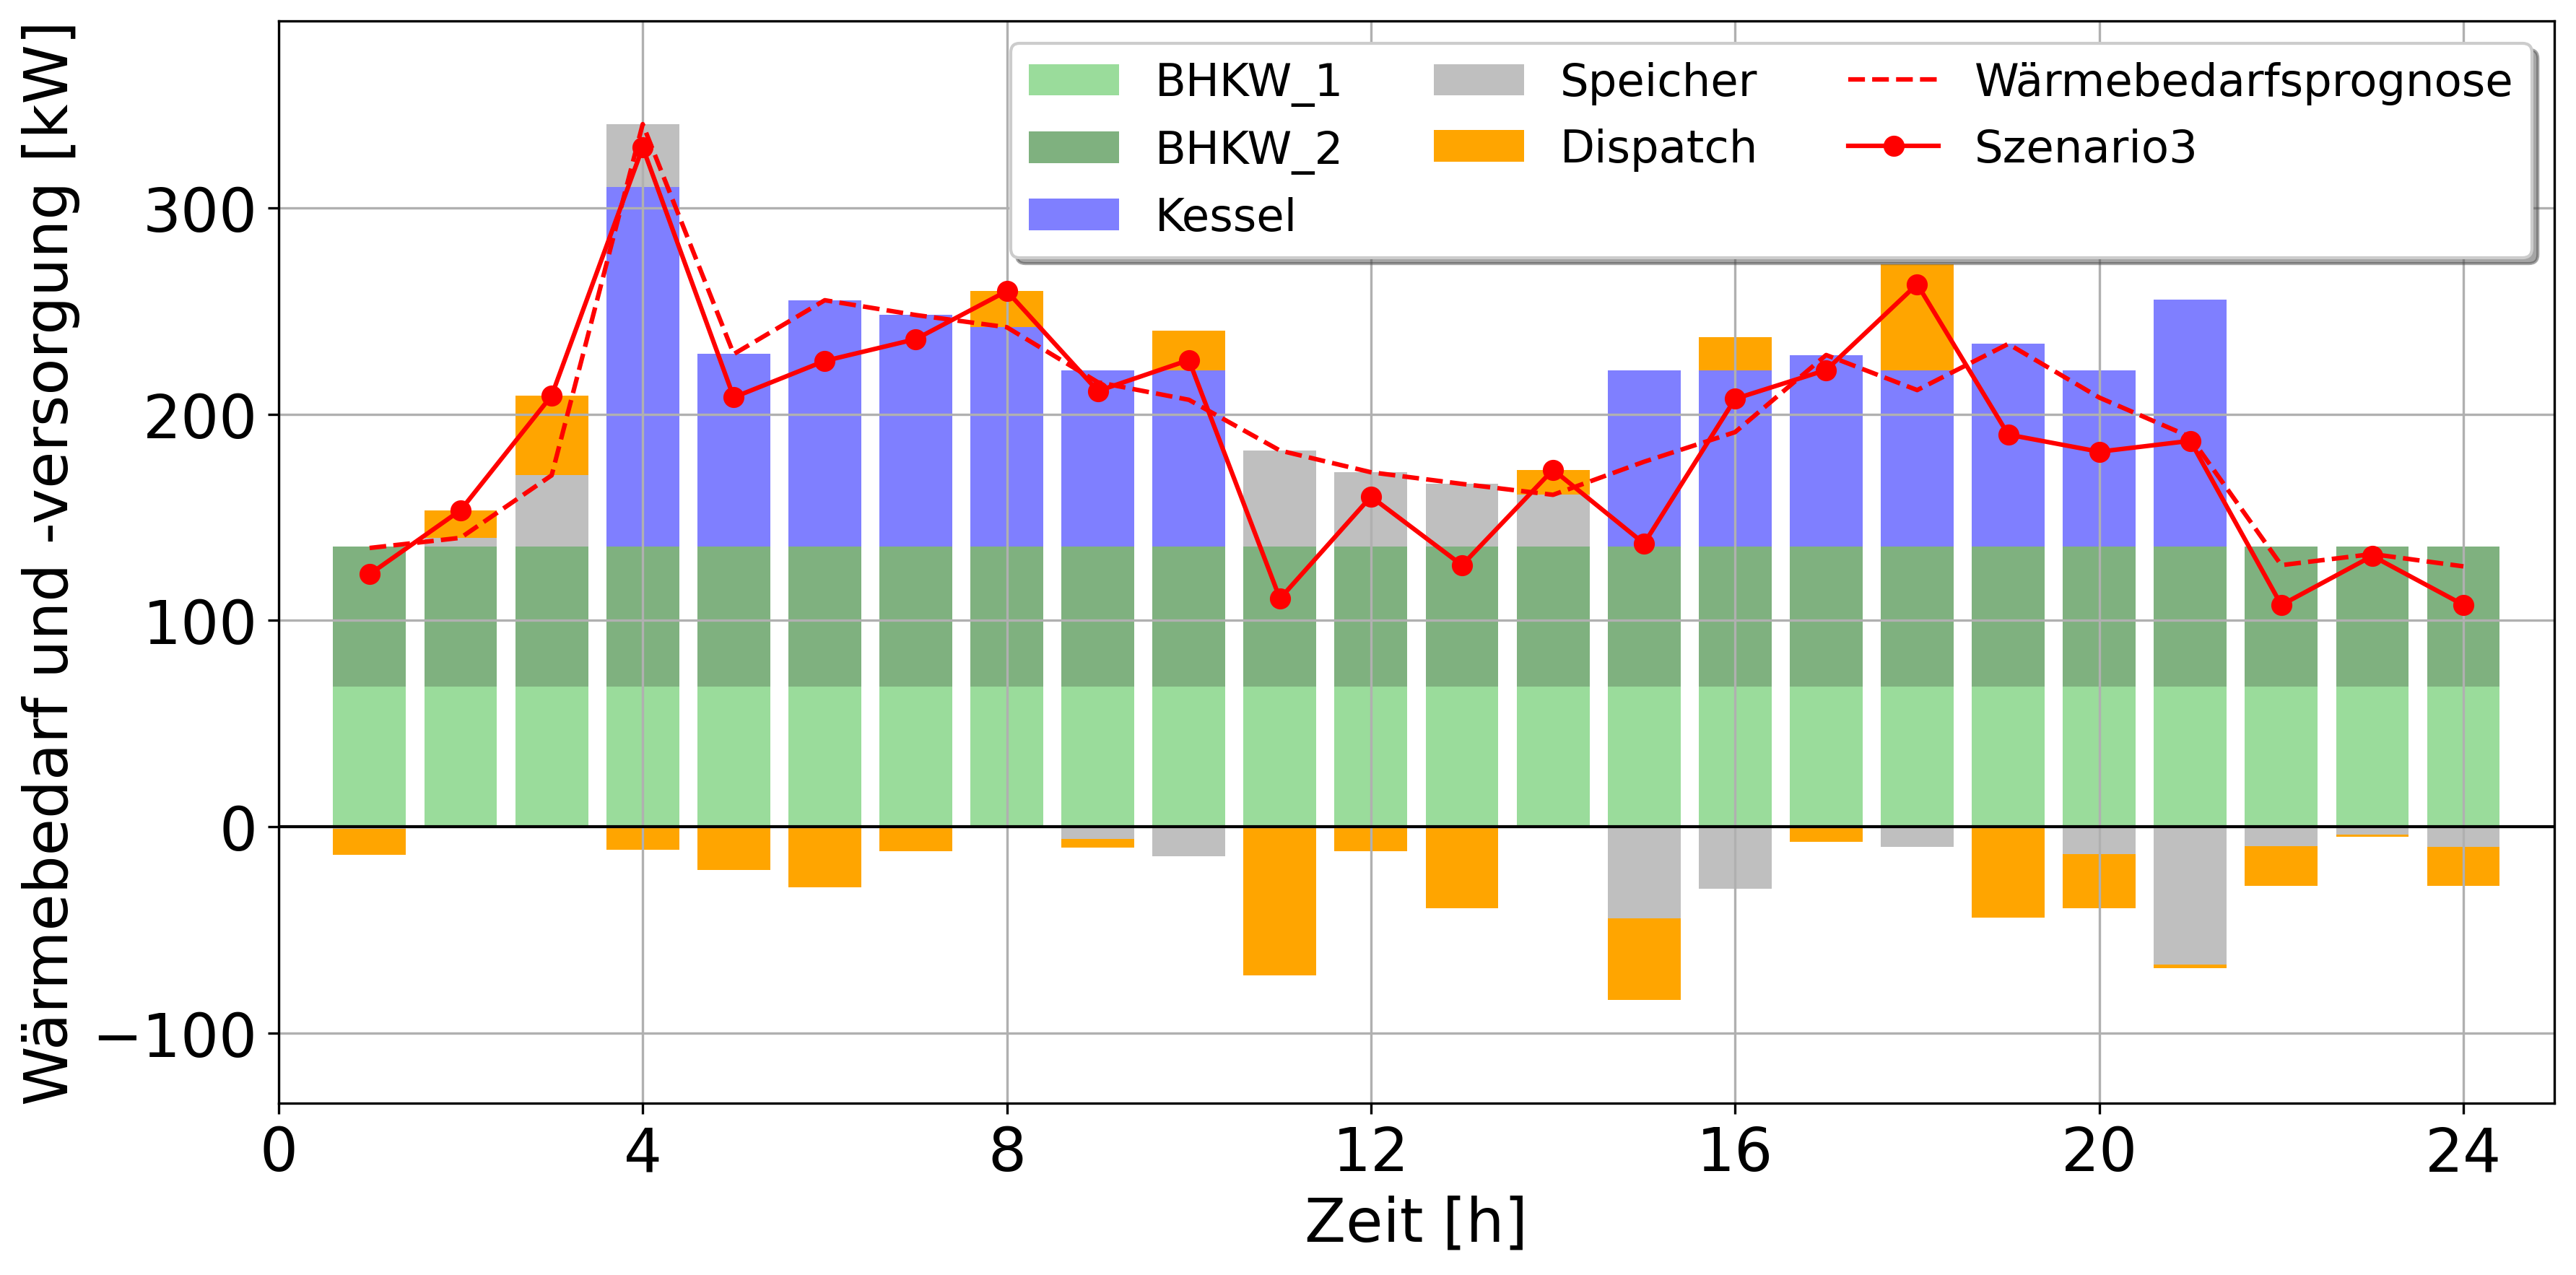 Wärmebedarf und -versorgung [kW]
300
200
100
0
−100
BHKW_1
BHKW_2
Kessel
Speicher
Dispatch
Wärmebedarfsprognose
Szenario3
0 4 8 12 16 20 24
Zeit [h]